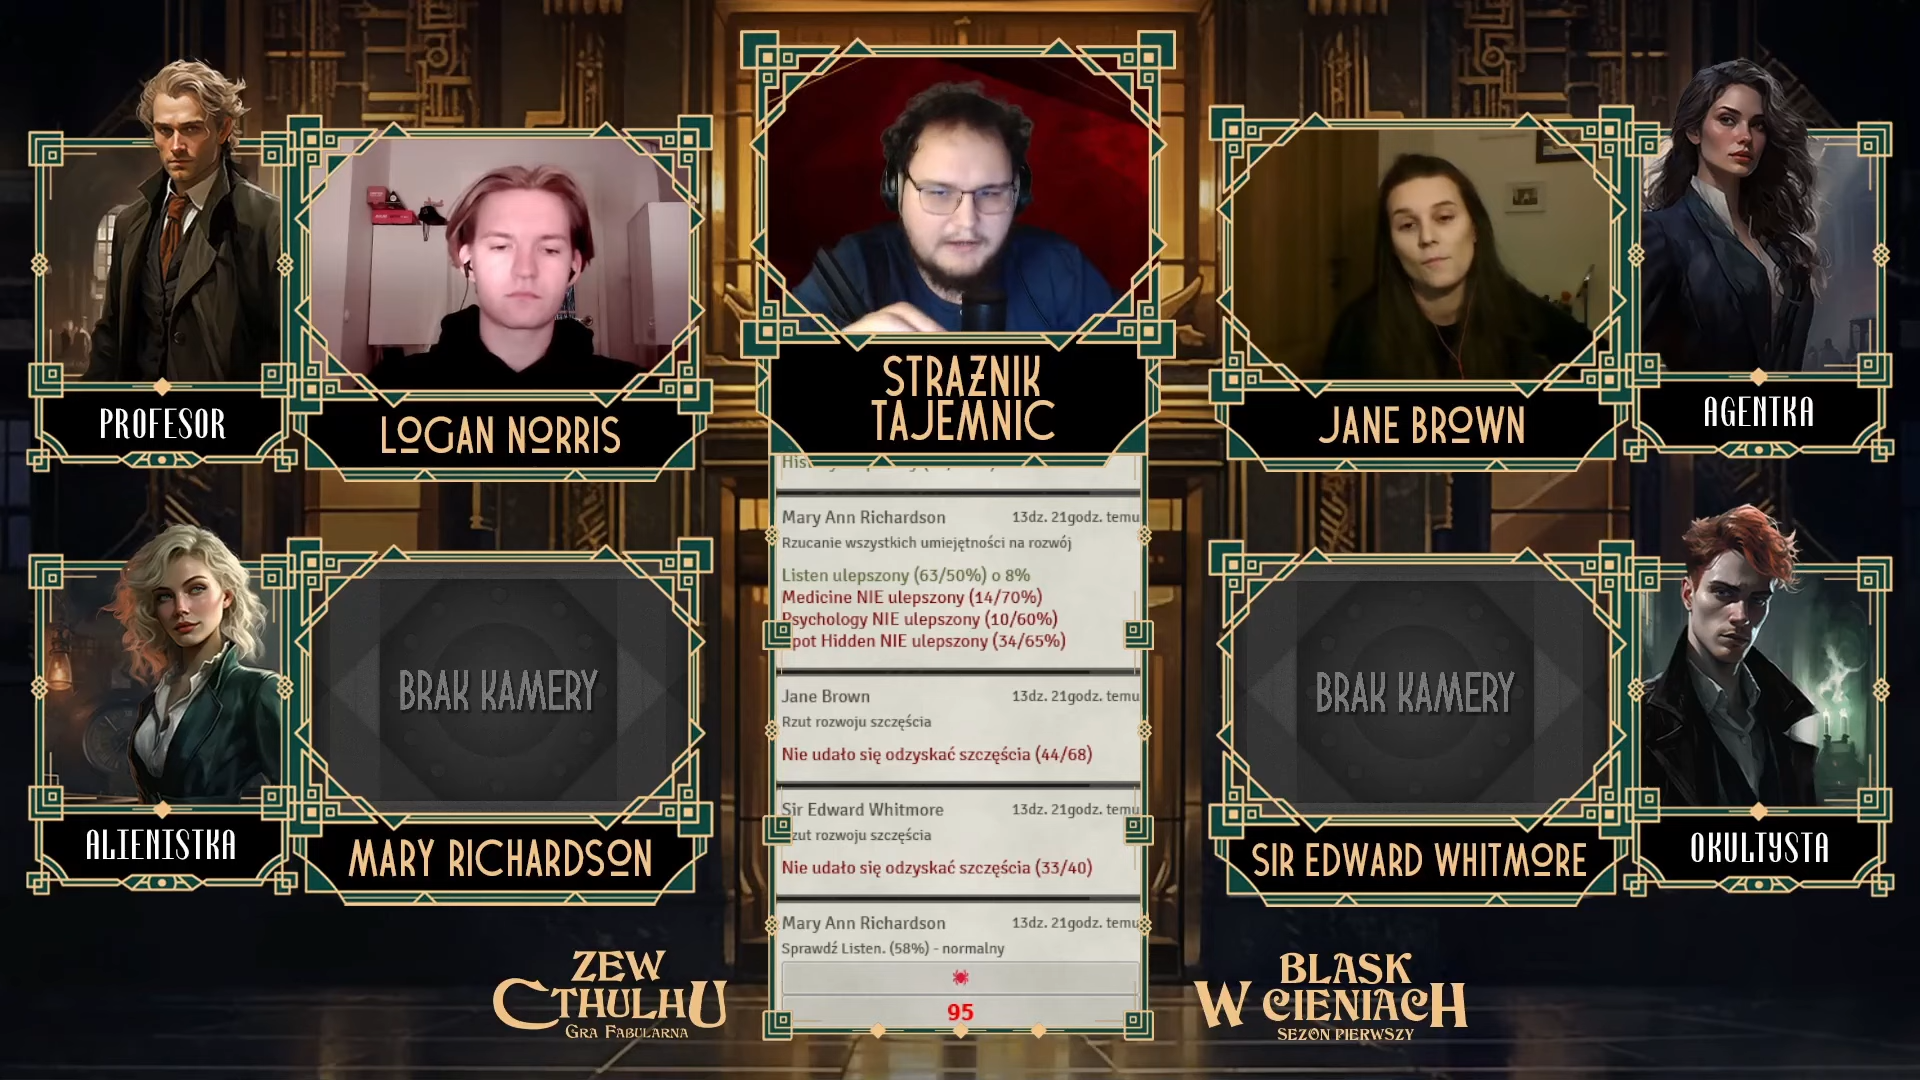 PROFESOR
LOGAN NORRIS
STRAŻNIK
TAJEMNIC
JANE BROWN
AGENTKA
Mary Ann Richardson 13dz. 21godz. temu
Rzucanie wszystkich umiejętności na rozwój
Listen ulepszony (63/50%) o 8%
Medicine NIE ulepszony (14/70%)
Psychology NIE ulepszony (10/60%)
pot Hidden NIE ulepszony (34/65%)
Jane Brown 13dz. 21godz. temu
Rzut rozwoju szczęścia
Nie udało się odzyskać szczęścia (44/68)
Sir Edward Whitmore 13dz. 21godz. temu
zut rozwoju szczęścia
Nie udało się odzyskać szczęścia (33/40)
Mary Ann Richardson 13dz. 21godz. temu
Sprawdź Listen. (58%) - normalny
95
ALIENISTKA
BRAK KAMERY
MARY RICHARDSON
BRAK KAMERY
SIR EDWARD WHITMORE
OKULTYSTA
ZEW
CTHULHU
GRA FABULARNA
BLASK
W CIENIACH
SEZON PIERWSZY